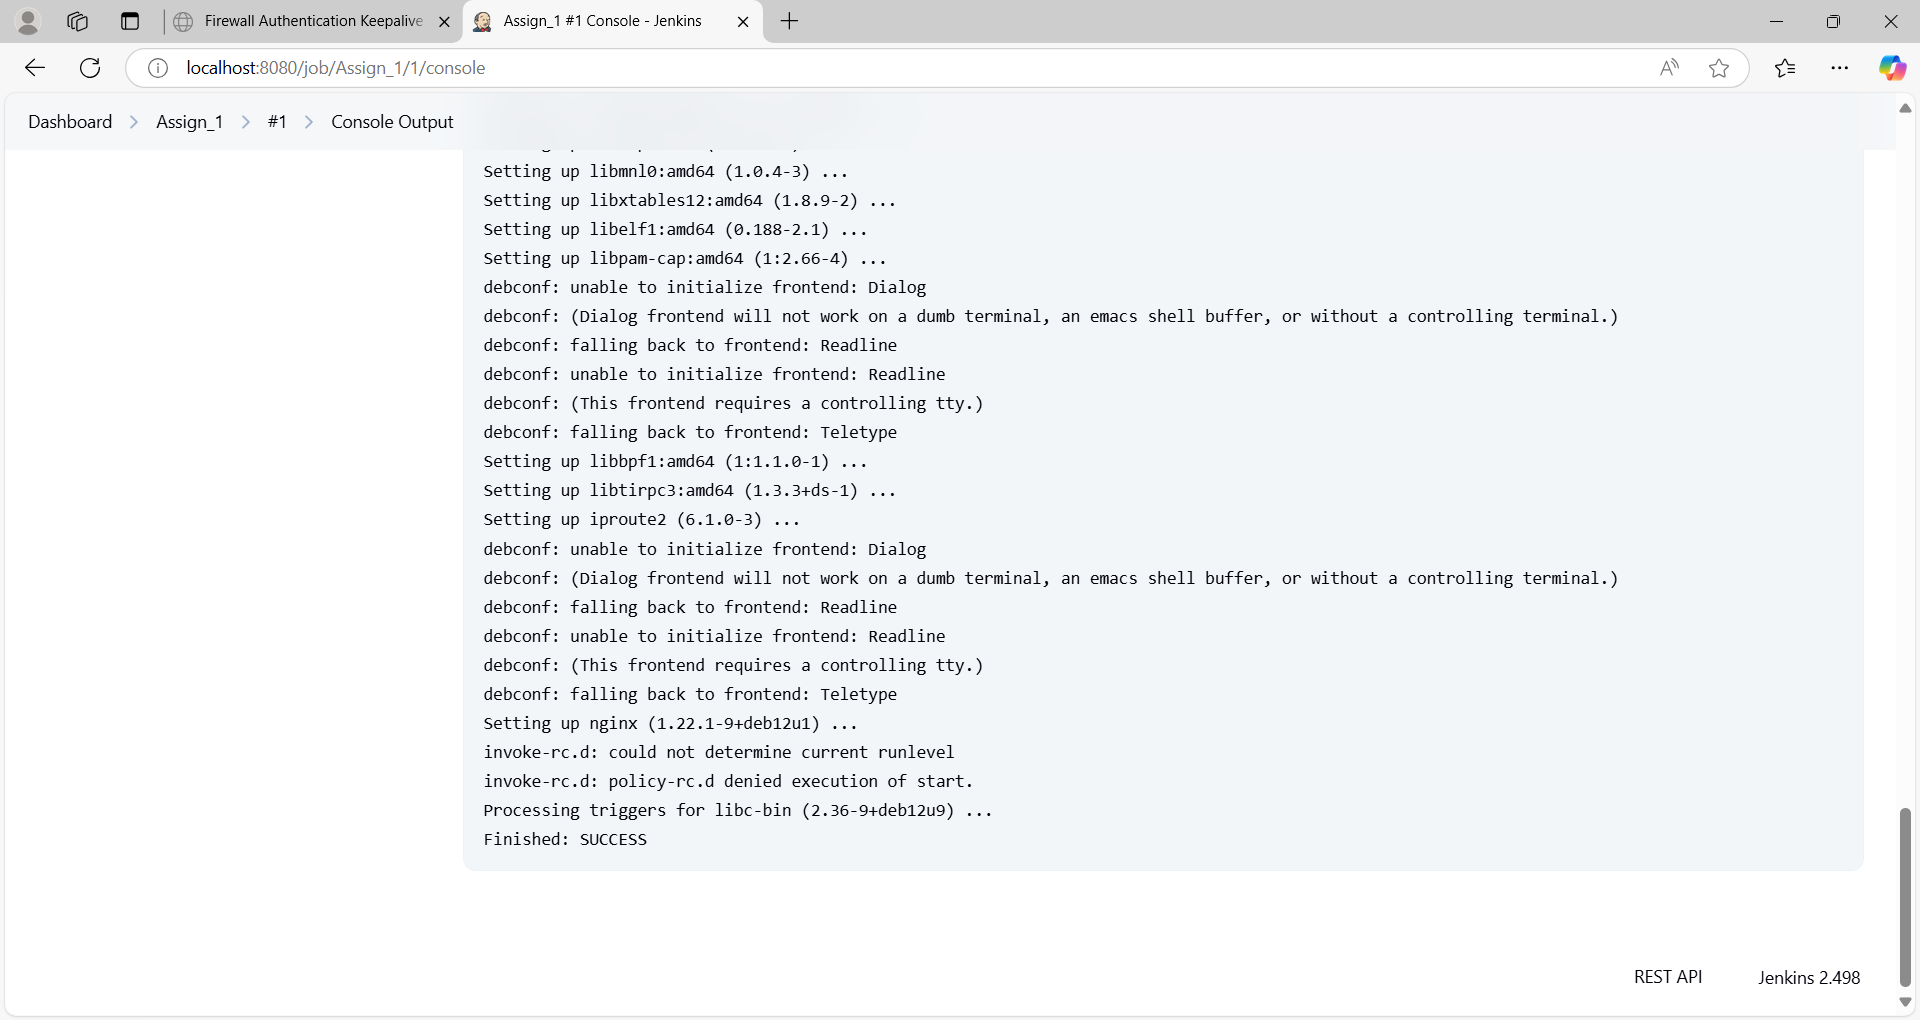 Firewall Authentication Keepalive
Assign_1 #1 Console - Jenkins
localhost:8080/job/Assign_1/1/console
Dashboard > Assign_1 > #1 > Console Output
Setting up libmnl0:amd64 (1.0.4-3) ...
Setting up libxtables12:amd64 (1.8.9-2) ...
Setting up libelf1:amd64 (0.188-2.1) ...
Setting up libpam-cap:amd64 (1:2.66-4) ...
debconf: unable to initialize frontend: Dialog
debconf: (Dialog frontend will not work on a dumb terminal, an emacs shell buffer, or without a controlling terminal.)
debconf: falling back to frontend: Readline
debconf: unable to initialize frontend: Readline
debconf: (This frontend requires a controlling tty.)
debconf: falling back to frontend: Teletype
Setting up libbpf1:amd64 (1:1.1.0-1) ...
Setting up libtirpc3:amd64 (1.3.3+ds-1) ...
Setting up iproute2 (6.1.0-3) ...
debconf: unable to initialize frontend: Dialog
debconf: (Dialog frontend will not work on a dumb terminal, an emacs shell buffer, or without a controlling terminal.)
debconf: falling back to frontend: Readline
debconf: unable to initialize frontend: Readline
debconf: (This frontend requires a controlling tty.)
debconf: falling back to frontend: Teletype
Setting up nginx (1.22.1-9+deb12u1) ...
invoke-rc.d: could not determine current runlevel
invoke-rc.d: policy-rc.d denied execution of start.
Processing triggers for libc-bin (2.36-9+deb12u9) ...
Finished: SUCCESS
REST API
Jenkins 2.498